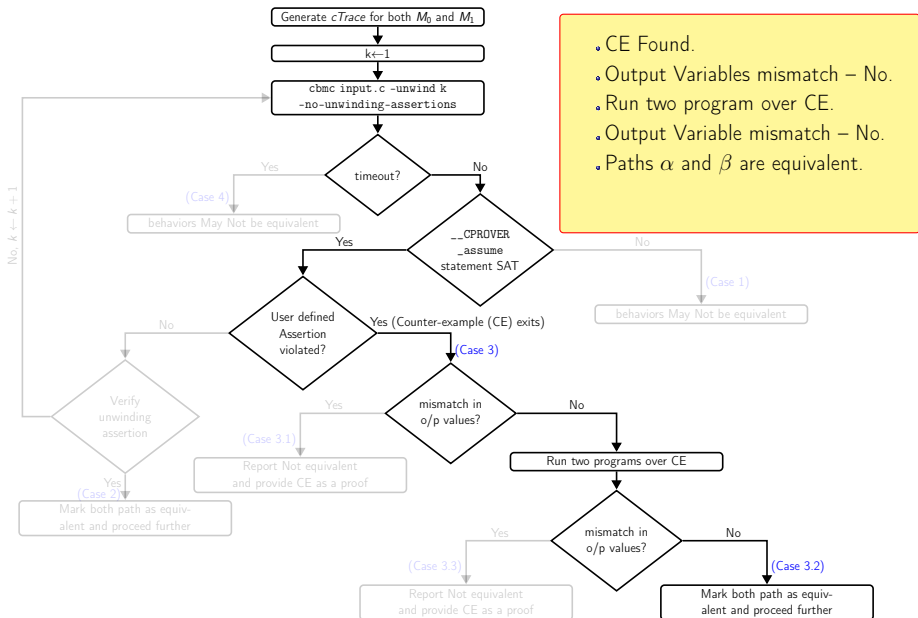 Generate cTrace for both M0 and M1
k←1
cbmc input.c -unwind k
-no-unwinding-assertions
timeout?
Yes
No
(Case 4)
behaviors May Not be equivalent
No, k ← k + 1
__CPROVER
_assume
statement SAT
Yes
No
(Case 1)
behaviors May Not be equivalent
User defined
Assertion
violated?
No
Yes (Counter-example (CE) exits)
(Case 3)
Verify
unwinding
assertion
Yes
(Case 2)
Mark both path as equiv-
alent and proceed further
mismatch in
o/p values?
Yes
No
(Case 3.1)
Report Not equivalent
and provide CE as a proof
Run two programs over CE
mismatch in
o/p values?
Yes
No
(Case 3.3)
(Case 3.2)
Report Not equivalent
and provide CE as a proof
Mark both path as equiv-
alent and proceed further
CE Found.
Output Variables mismatch – No.
Run two program over CE.
Output Variable mismatch – No.
Paths α and β are equivalent.